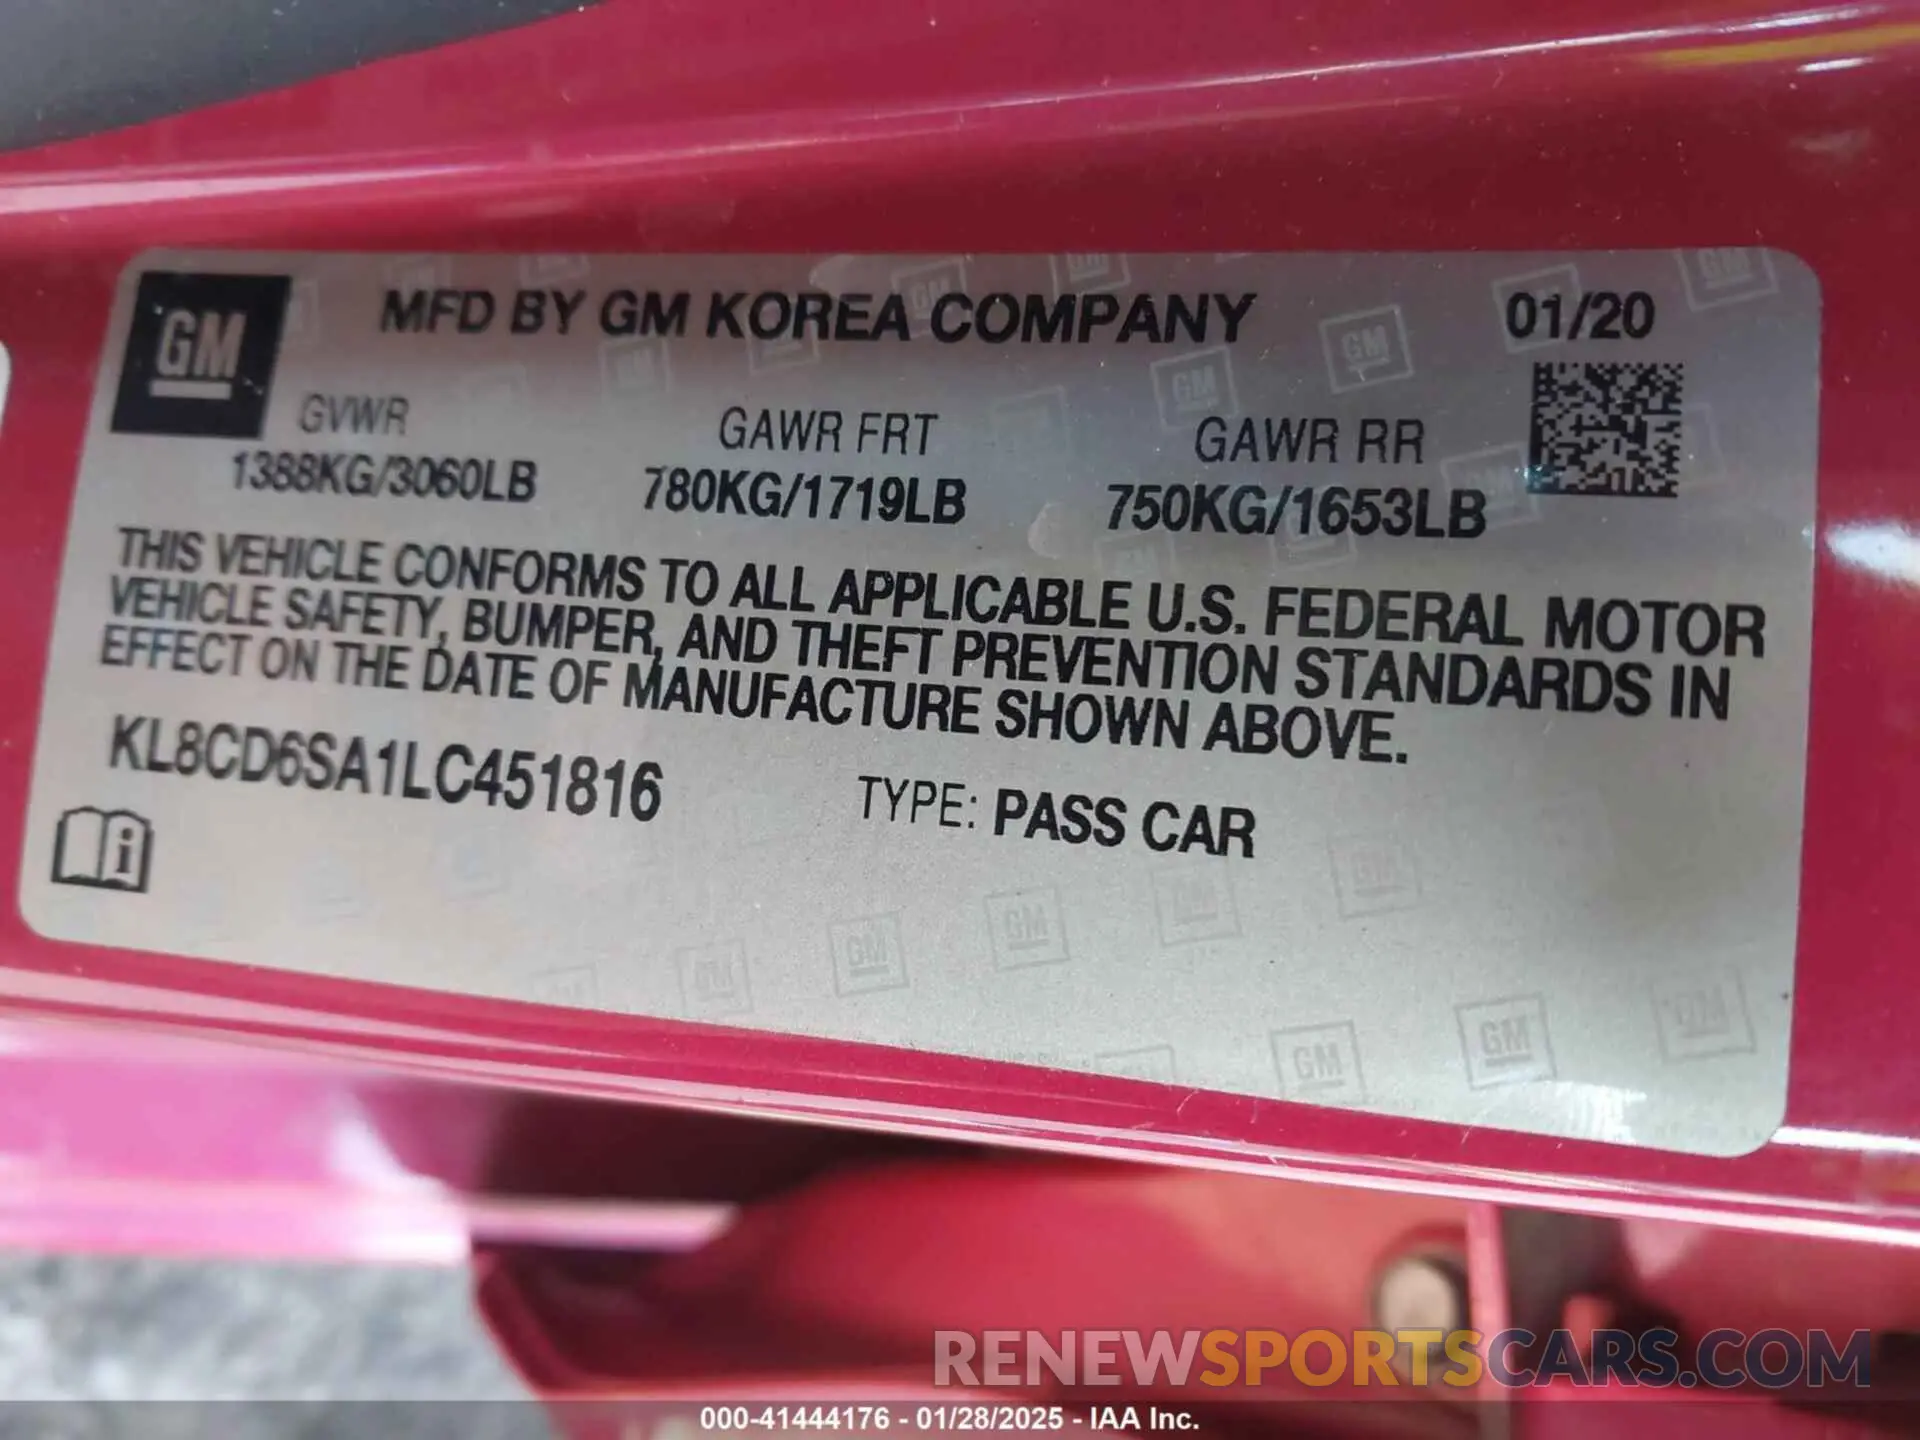 GM
MFD BY GM KOREA COMPANY 01/20
GVWR GAWR FRT GAWR RR
1388KG/3060LB 780KG/1719LB 750KG/1653LB
THIS VEHICLE CONFORMS TO ALL APPLICABLE U.S. FEDERAL MOTOR
VEHICLE SAFETY, BUMPER, AND THEFT PREVENTION STANDARDS IN
EFFECT ON THE DATE OF MANUFACTURE SHOWN ABOVE.
KL8CD6SA1LC451816 TYPE: PASS CAR
RENEWSPORTSCARS.COM
000-41444176 - 01/28/2025 - IAA Inc.